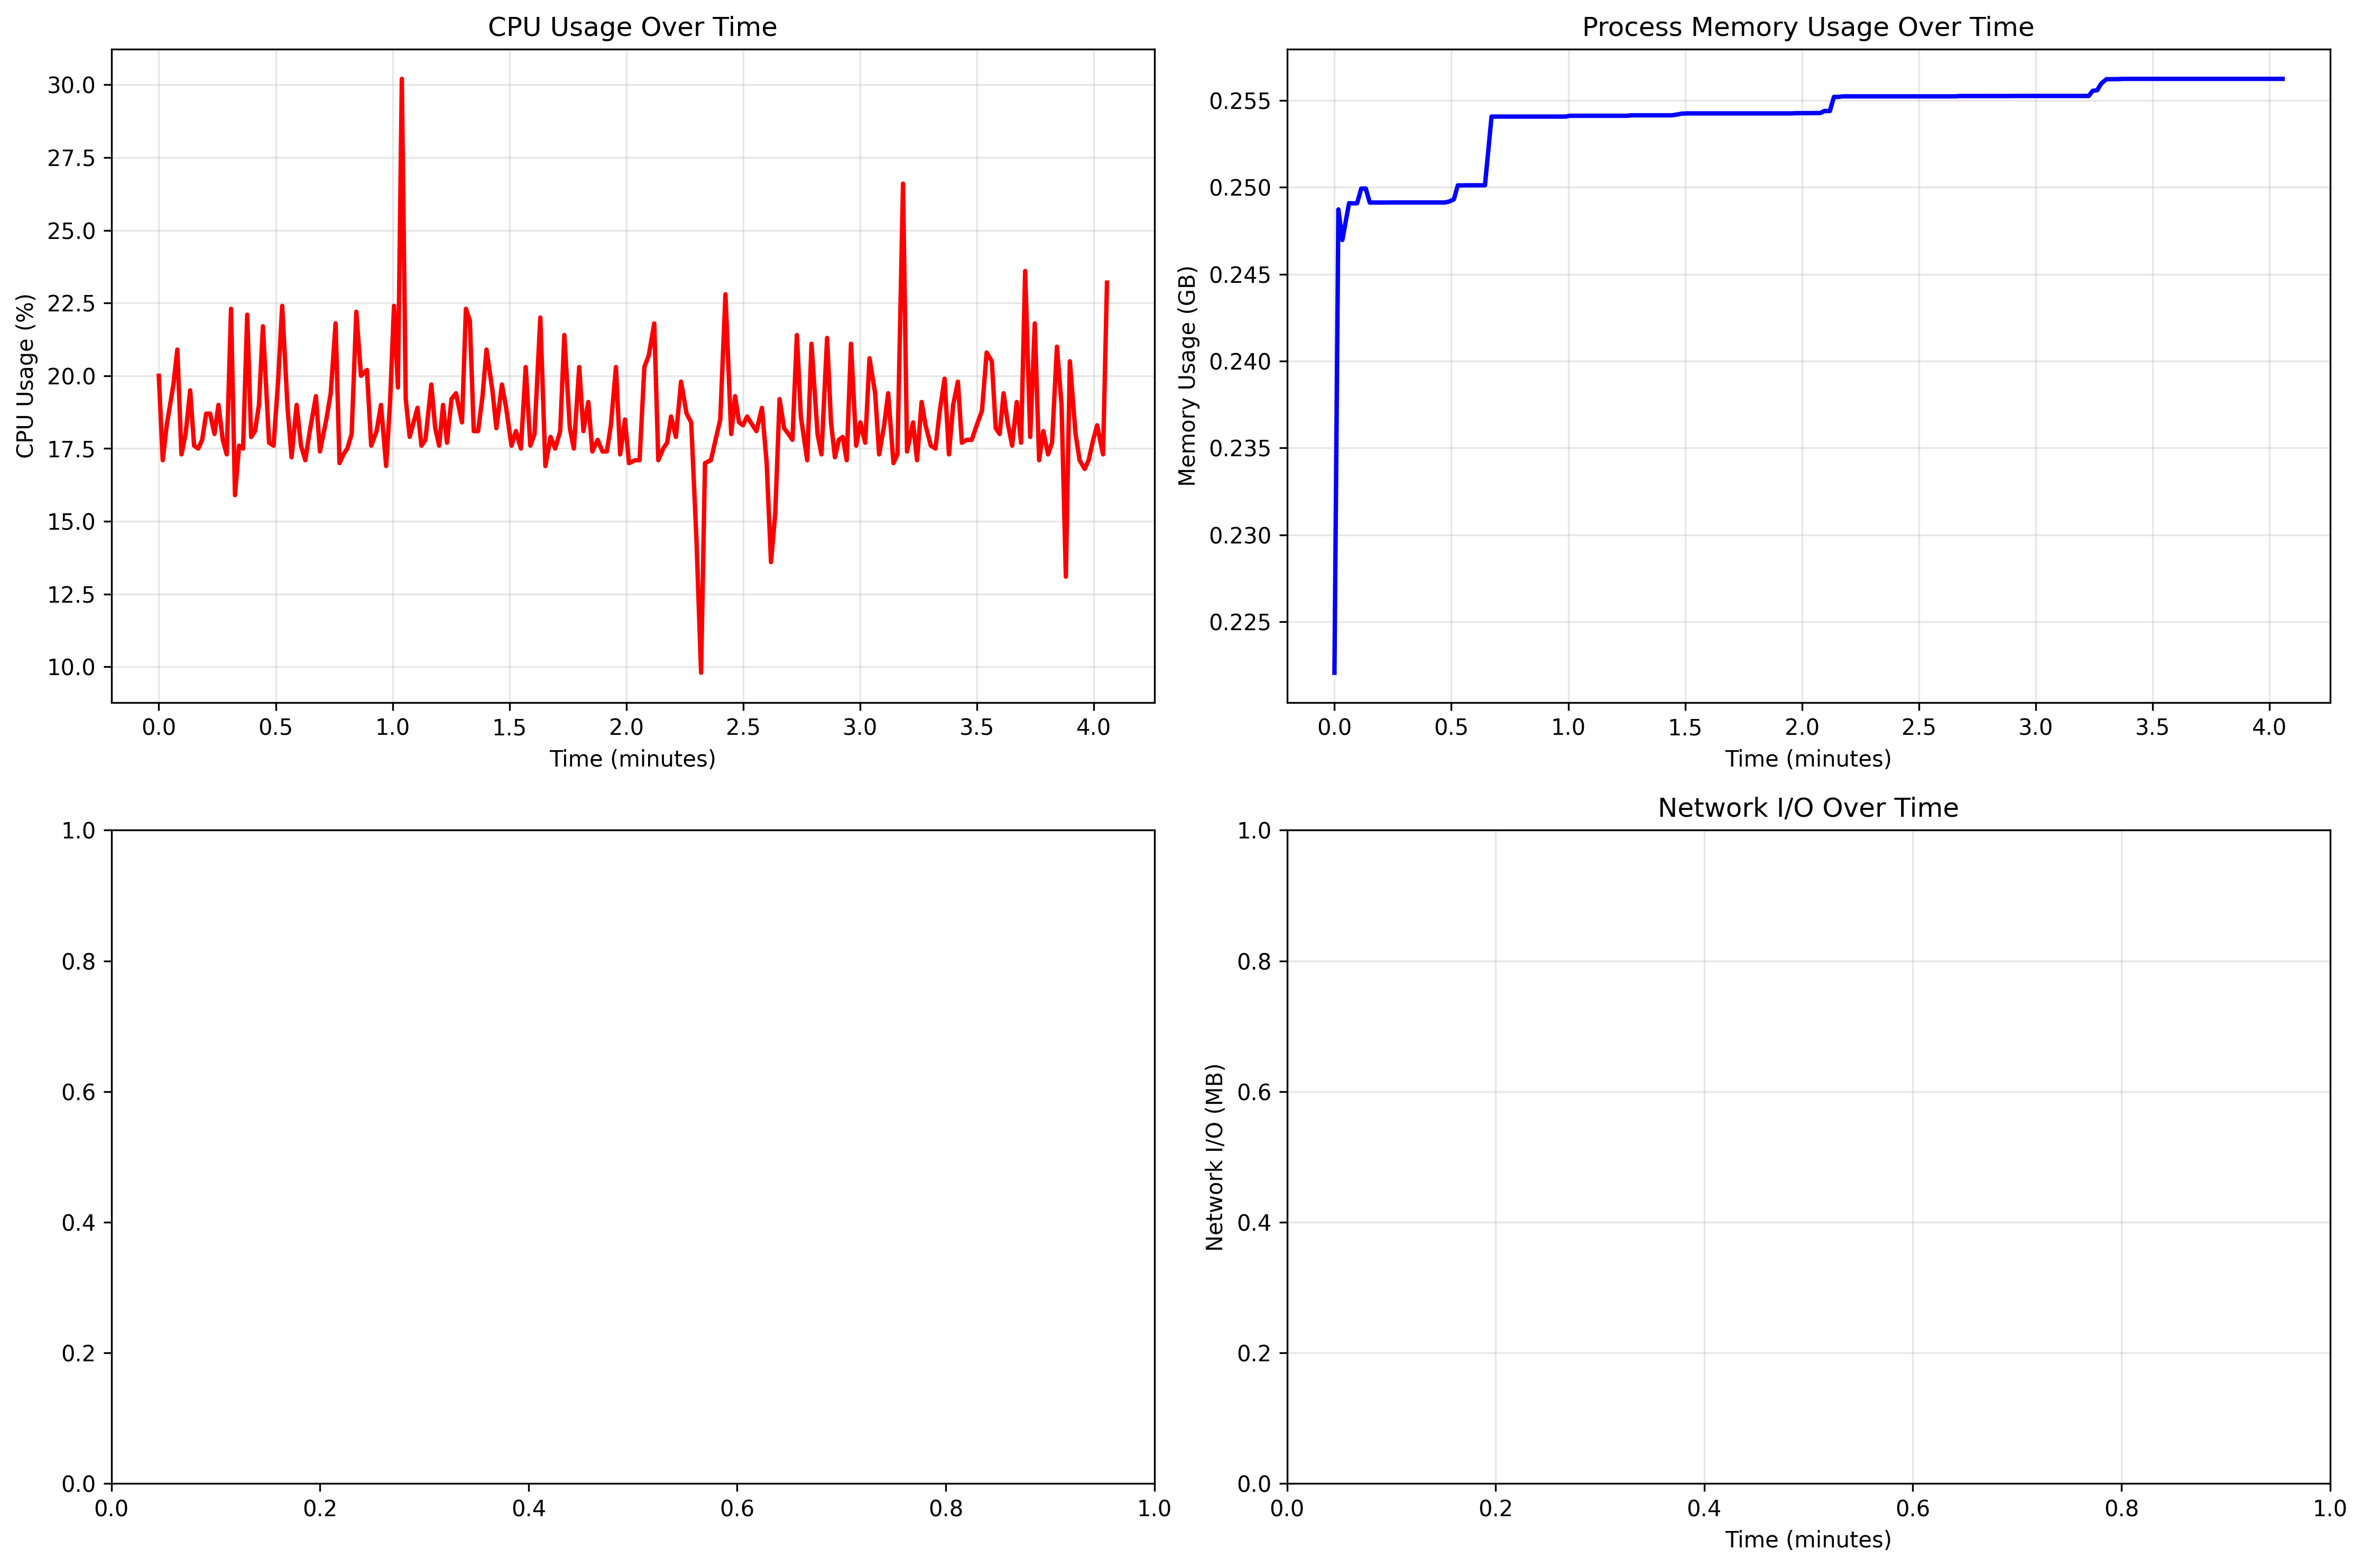 CPU Usage Over Time
CPU Usage (%)
30.0
27.5
25.0
22.5
20.0
17.5
15.0
12.5
10.0
0.0 0.5 1.0 1.5 2.0 2.5 3.0 3.5 4.0
Time (minutes)
Process Memory Usage Over Time
Memory Usage (GB)
0.255
0.250
0.245
0.240
0.235
0.230
0.225
0.0 0.5 1.0 1.5 2.0 2.5 3.0 3.5 4.0
Time (minutes)
1.0
0.8
0.6
0.4
0.2
0.0
0.0 0.2 0.4 0.6 0.8 1.0
Network I/O Over Time
Network I/O (MB)
1.0
0.8
0.6
0.4
0.2
0.0
0.0 0.2 0.4 0.6 0.8 1.0
Time (minutes)